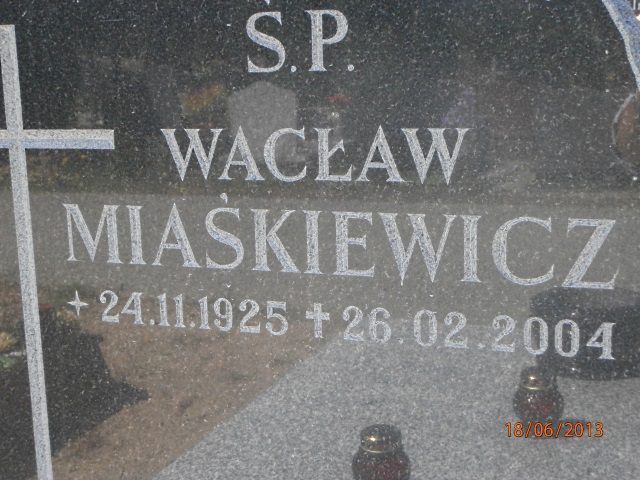 Ś.P.
WACŁAW
MIAŚKIEWICZ
24.11.1925 ✝ 26.02.2004
18/06/2013